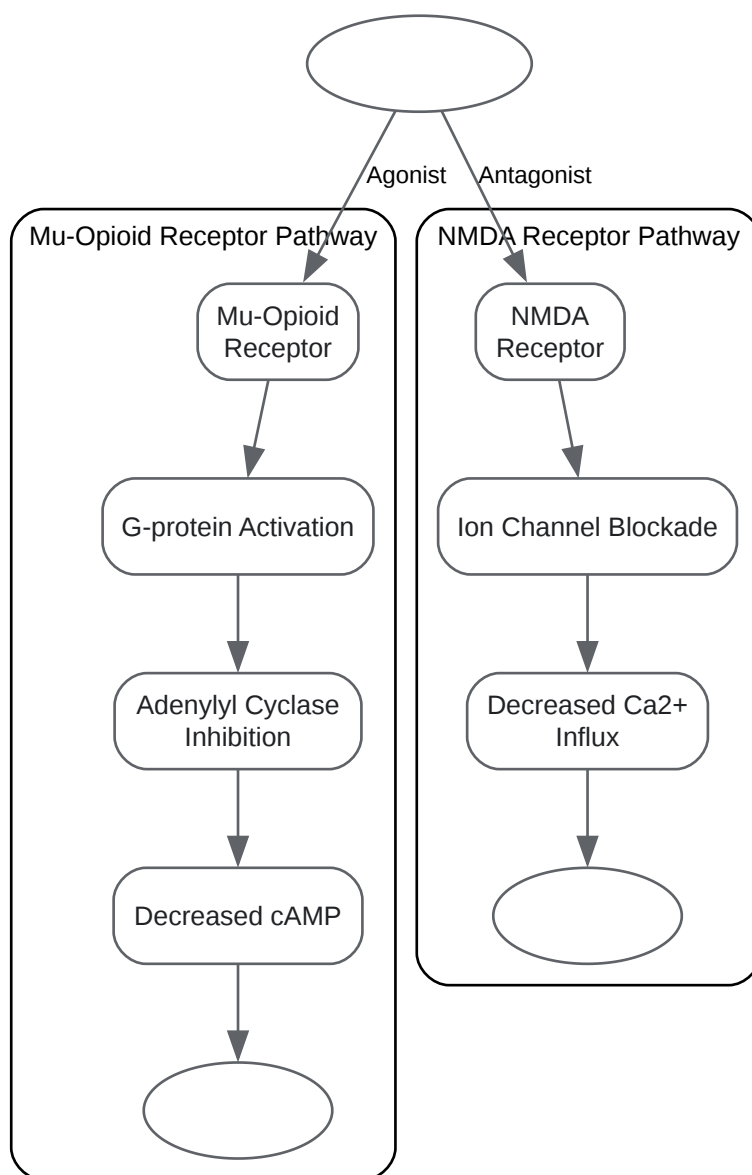 Agonist
Antagonist
Mu-Opioid Receptor Pathway
NMDA Receptor Pathway
Mu-Opioid
Receptor
NMDA
Receptor
G-protein Activation
Ion Channel Blockade
Adenylyl Cyclase
Inhibition
Decreased Ca2+
Influx
Decreased cAMP